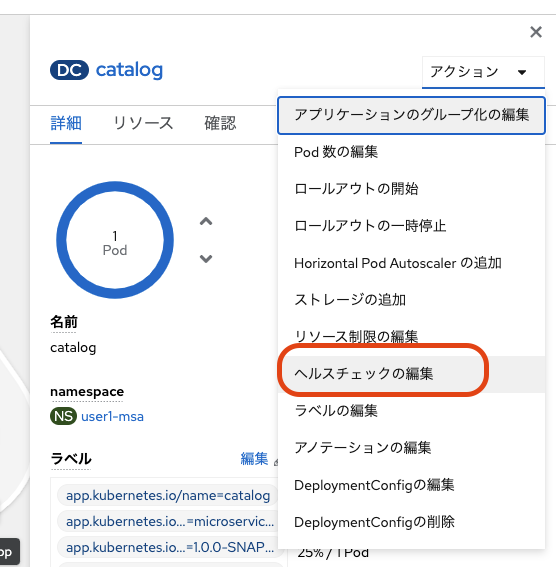 DC catalog
アクション
詳細 リソース 確認
アプリケーションのグループ化の編集
Pod 数の編集
ロールアウトの開始
ロールアウトの一時停止
Horizontal Pod Autoscaler の追加
ストレージの追加
リソース制限の編集
ヘルスチェックの編集
ラベルの編集
アノテーションの編集
DeploymentConfigの編集
DeploymentConfigの削除
1
Pod
名前
catalog
namespace
NS user1-msa
ラベル 編集
app.kubernetes.io/name=catalog
app.kubernetes.io...=microservic...
app.kubernetes.io...=1.0.0-SNAP...
25% / 1 Pod
op